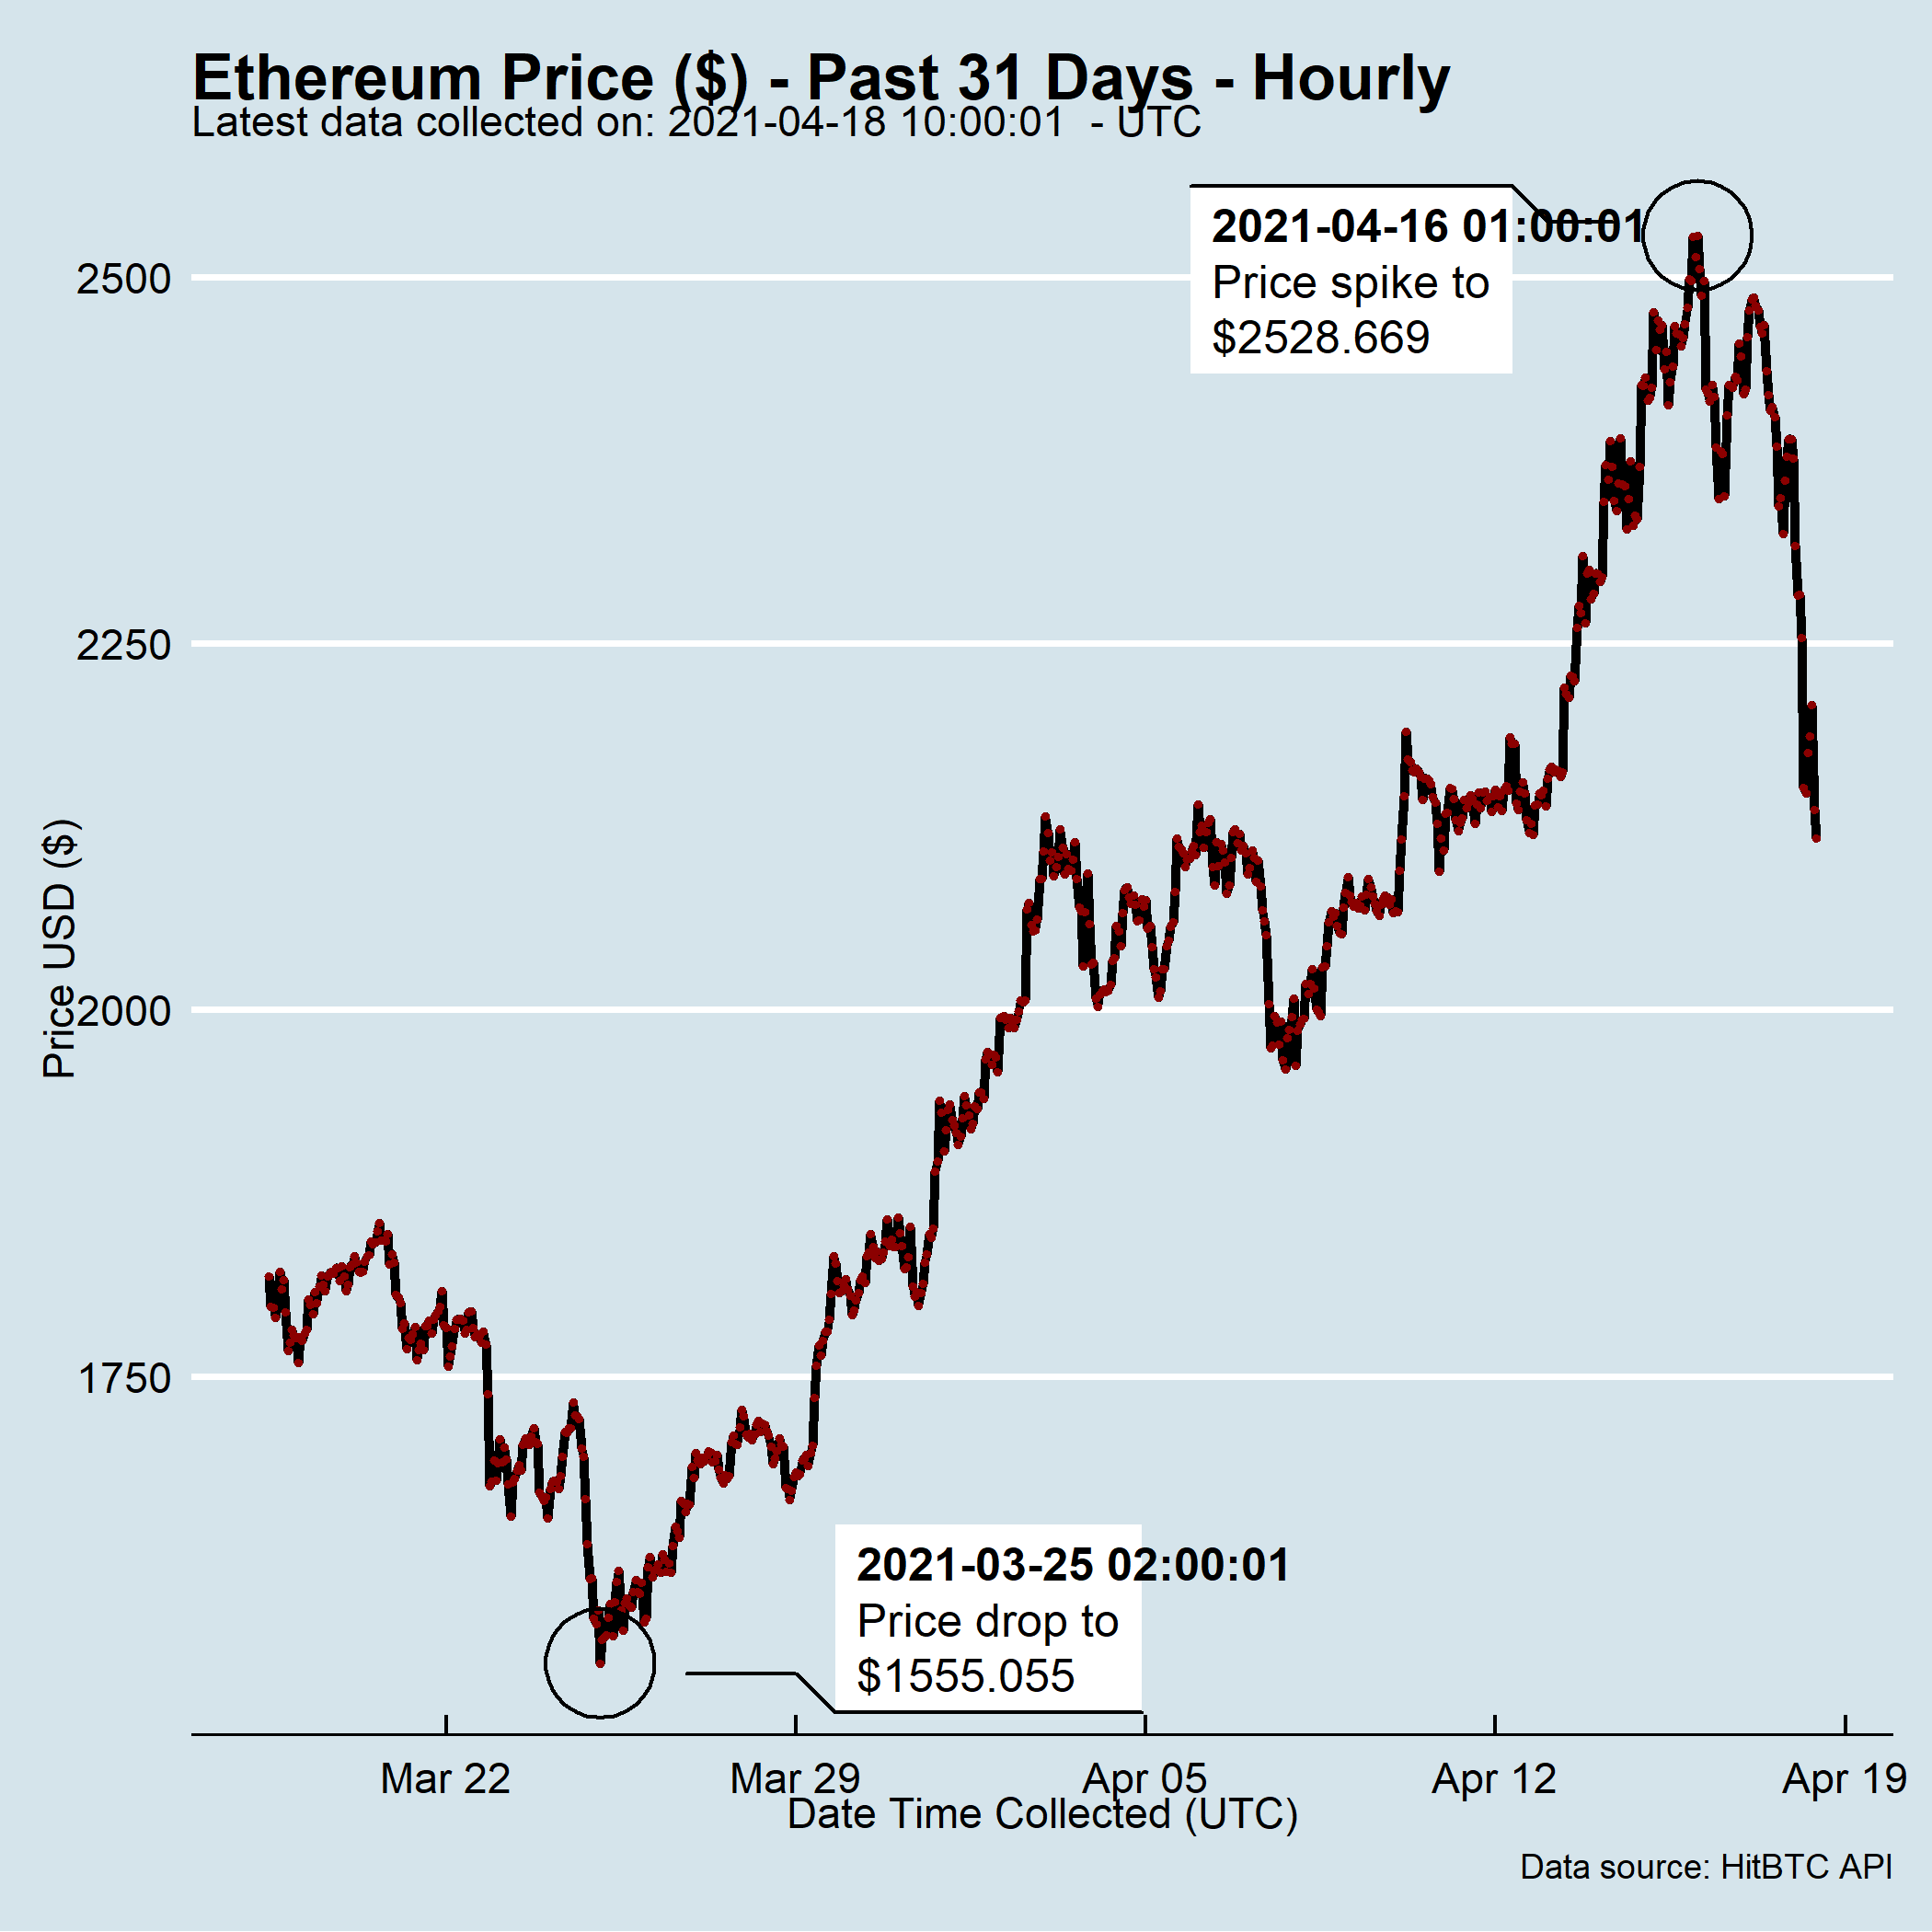 Ethereum Price ($) - Past 31 Days - Hourly
Latest data collected on: 2021-04-18 10:00:01  - UTC
2021-04-16 01:00:01
Price spike to
$2528.669
2500
2250
2000
1750
Price USD ($)
2021-03-25 02:00:01
Price drop to
$1555.055
Mar 22
Mar 29
Apr 05
Apr 12
Apr 19
Date Time Collected (UTC)
Data source: HitBTC API